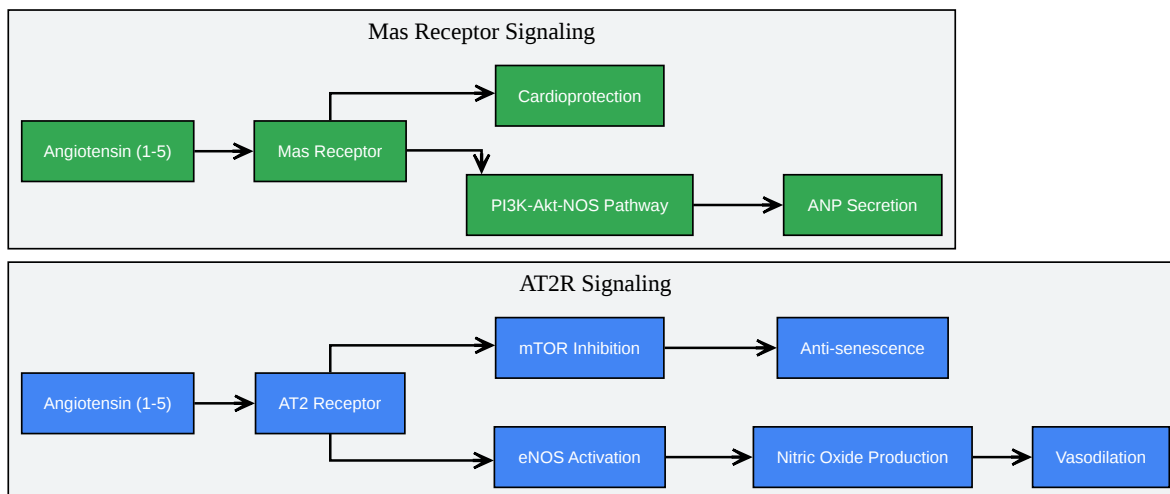 Mas Receptor Signaling
Cardioprotection
Angiotensin (1-5)
Mas Receptor
PI3K-Akt-NOS Pathway
ANP Secretion
AT2R Signaling
mTOR Inhibition
Anti-senescence
Angiotensin (1-5)
AT2 Receptor
eNOS Activation
Nitric Oxide Production
Vasodilation